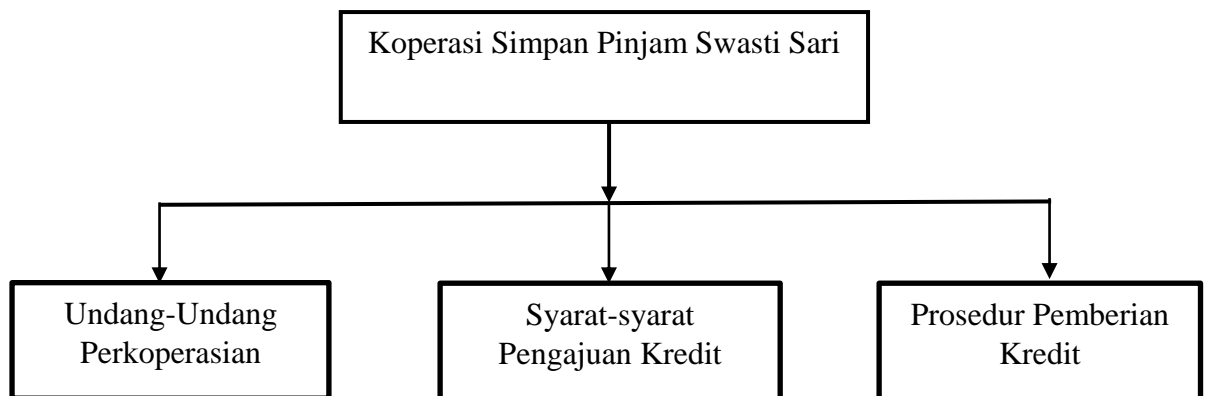 Koperasi Simpan Pinjam Swasti Sari
Undang-Undang
Perkoperasian
Syarat-syarat
Pengajuan Kredit
Prosedur Pemberian
Kredit